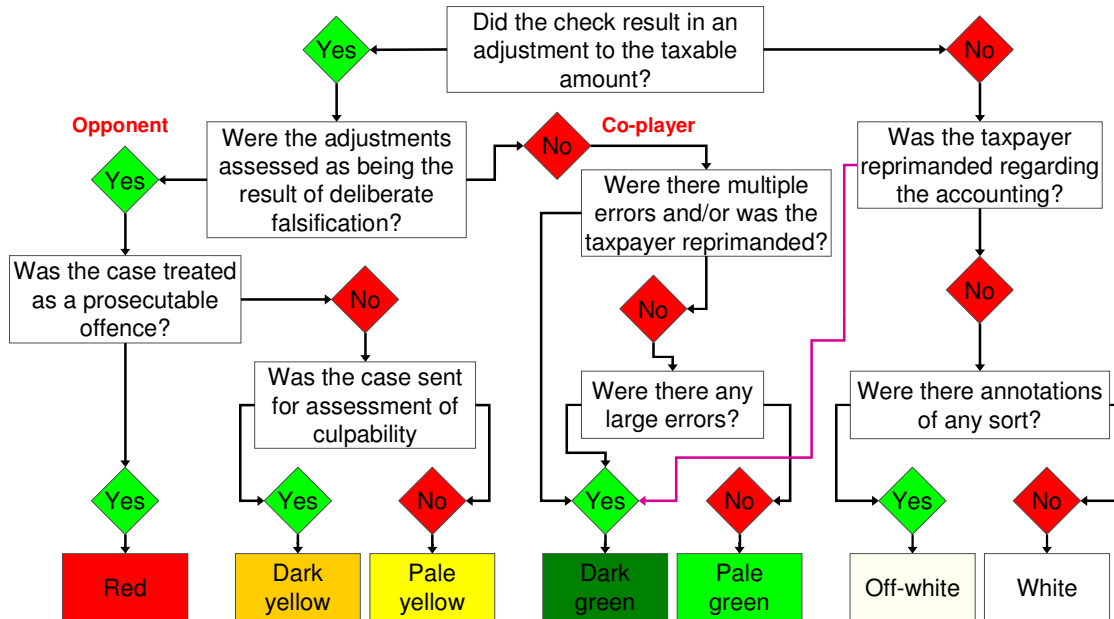 Did the check result in an
adjustment to the taxable
amount?
Yes
No
Opponent
Co-player
Were the adjustments
assessed as being the
result of deliberate
falsification?
No
Was the taxpayer
reprimanded regarding
the accounting?
Yes
Were there multiple
errors and/or was the
taxpayer reprimanded?
Was the case treated
as a prosecutable
offence?
No
No
No
Was the case sent
for assessment of
culpability
Were there any
large errors?
Were there annotations
of any sort?
Yes
Yes
No
Yes
No
Yes
No
Red
Dark
yellow
Pale
yellow
Dark
green
Pale
green
Off-white
White